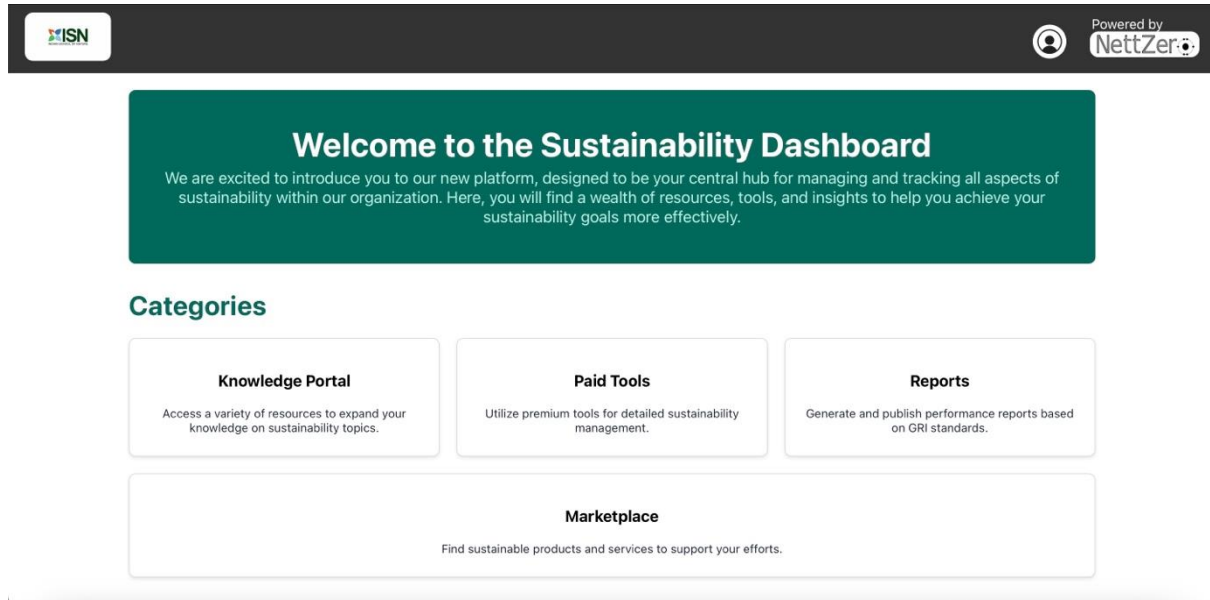 ISN
Powered by
NettZero
Welcome to the Sustainability Dashboard
We are excited to introduce you to our new platform, designed to be your central hub for managing and tracking all aspects of
sustainability within our organization. Here, you will find a wealth of resources, tools, and insights to help you achieve your
sustainability goals more effectively.
Categories
Knowledge Portal
Access a variety of resources to expand your
knowledge on sustainability topics.
Paid Tools
Utilize premium tools for detailed sustainability
management.
Reports
Generate and publish performance reports based
on GRI standards.
Marketplace
Find sustainable products and services to support your efforts.